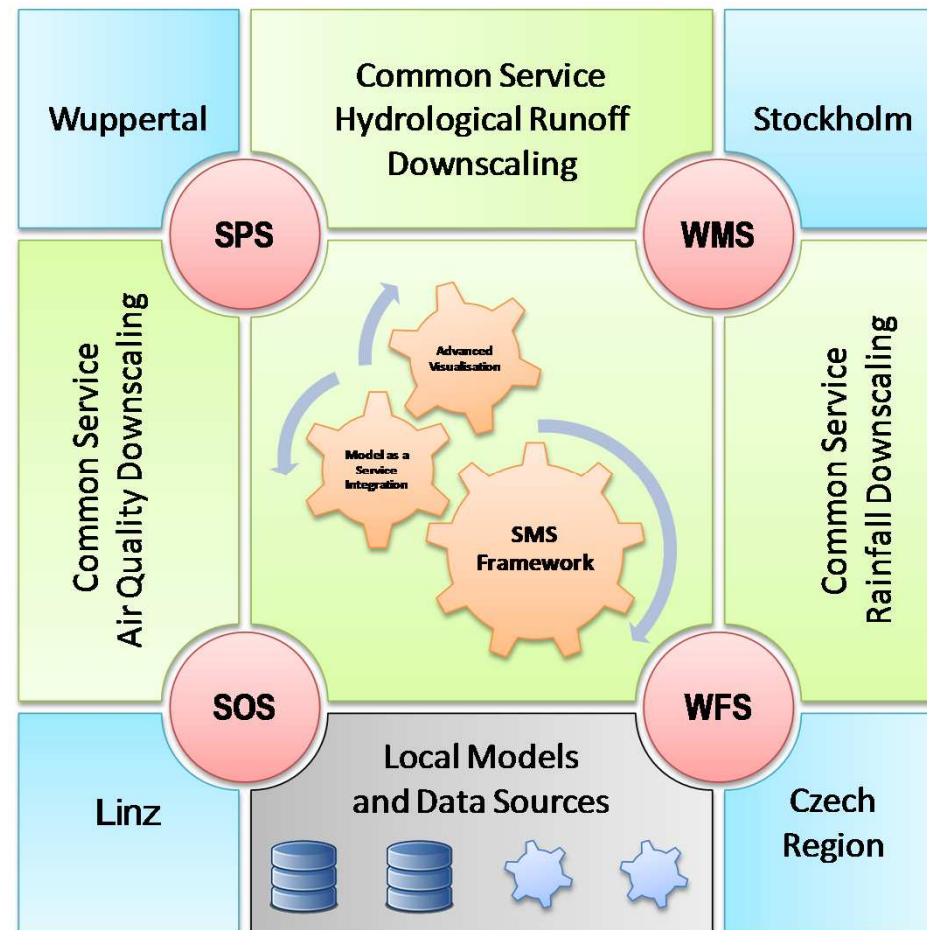 Wuppertal
Common Service
Hydrological Runoff
Downscaling
Stockholm
SPS
WMS
Common Service
Air Quality Downscaling
Advanced
Visualisation
Model as a
Service
Integration
SMS
Framework
Common Service
Rainfall Downscaling
SOS
WFS
Linz
Local Models
and Data Sources
Czech
Region